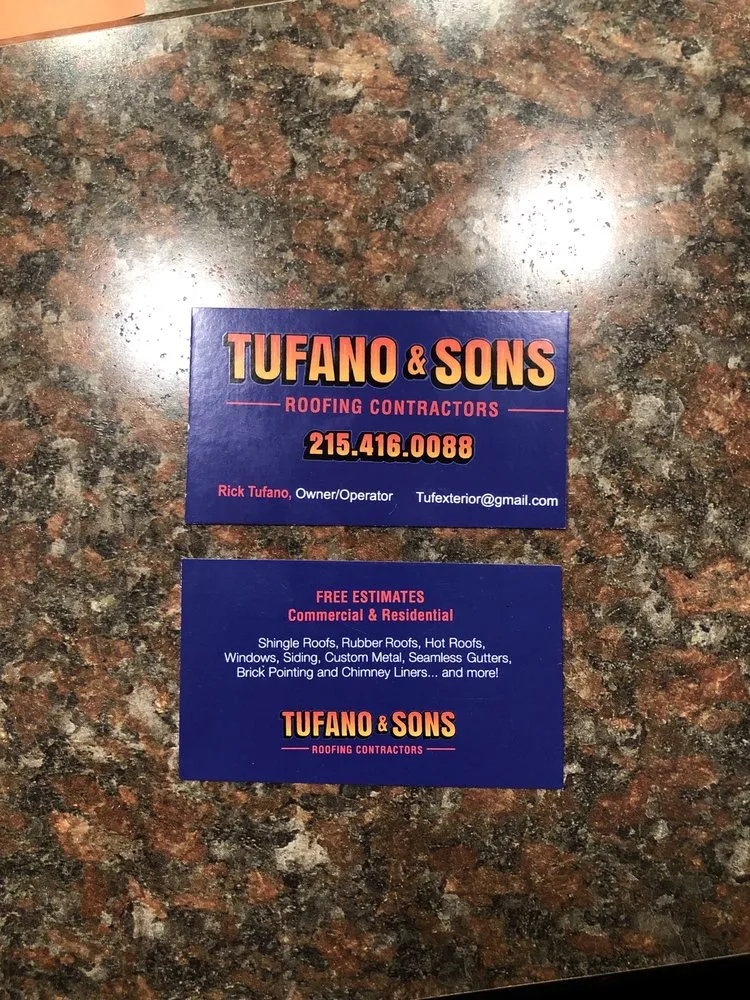 TUFANO & SONS
ROOFING CONTRACTORS
215.416.0088
Rick Tufano, Owner/Operator Tufexterior@gmail.com
FREE ESTIMATES
Commercial & Residential
Shingle Roofs, Rubber Roofs, Hot Roofs,
Windows, Siding, Custom Metal, Seamless Gutters,
Brick Pointing and Chimney Liners... and more!
TUFANO & SONS
ROOFING CONTRACTORS